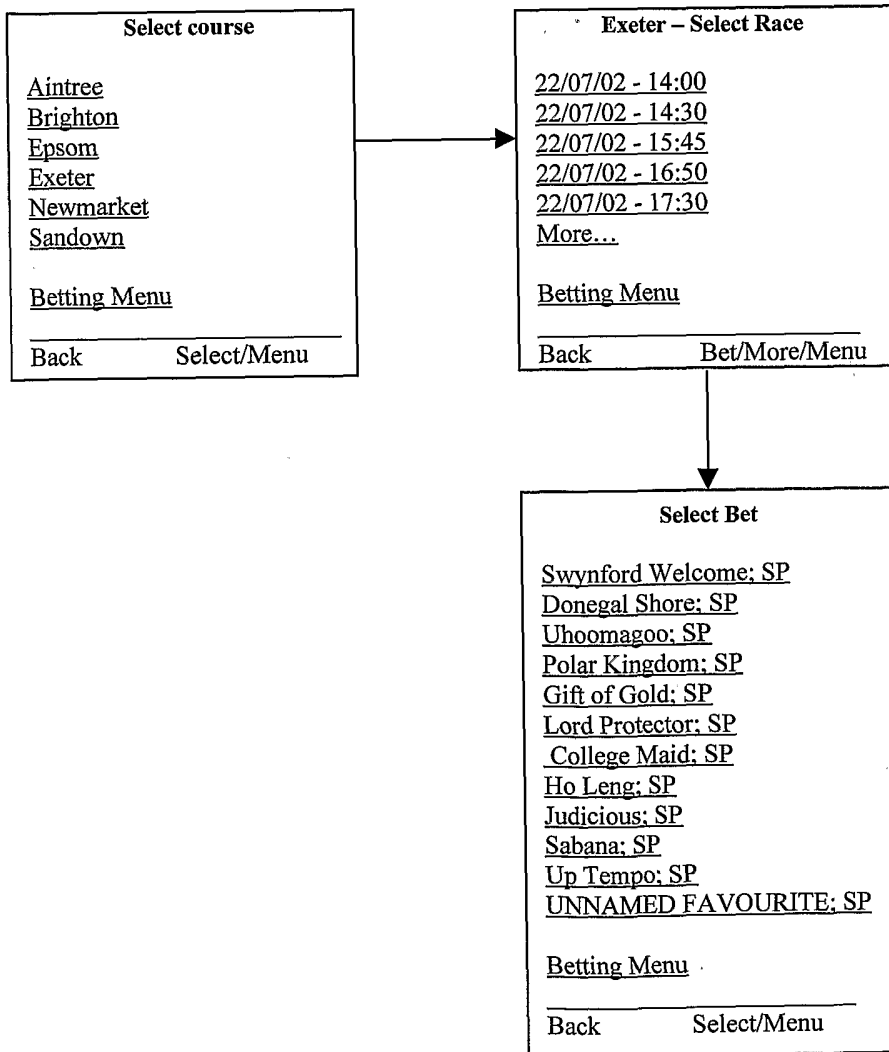 Select course
Aintree
Brighton
Epsom
Exeter
Newmarket
Sandown
Betting Menu
Back Select/Menu
Exeter – Select Race
22/07/02 - 14:00
22/07/02 - 14:30
22/07/02 - 15:45
22/07/02 - 16:50
22/07/02 - 17:30
More...
Betting Menu
Back Bet/More/Menu
Select Bet
Swynford Welcome; SP
Donegal Shore; SP
Uhoomagoo; SP
Polar Kingdom; SP
Gift of Gold; SP
Lord Protector; SP
College Maid; SP
Ho Leng; SP
Judicious; SP
Sabana; SP
Up Tempo; SP
UNNAMED FAVOURITE; SP
Betting Menu
Back Select/Menu